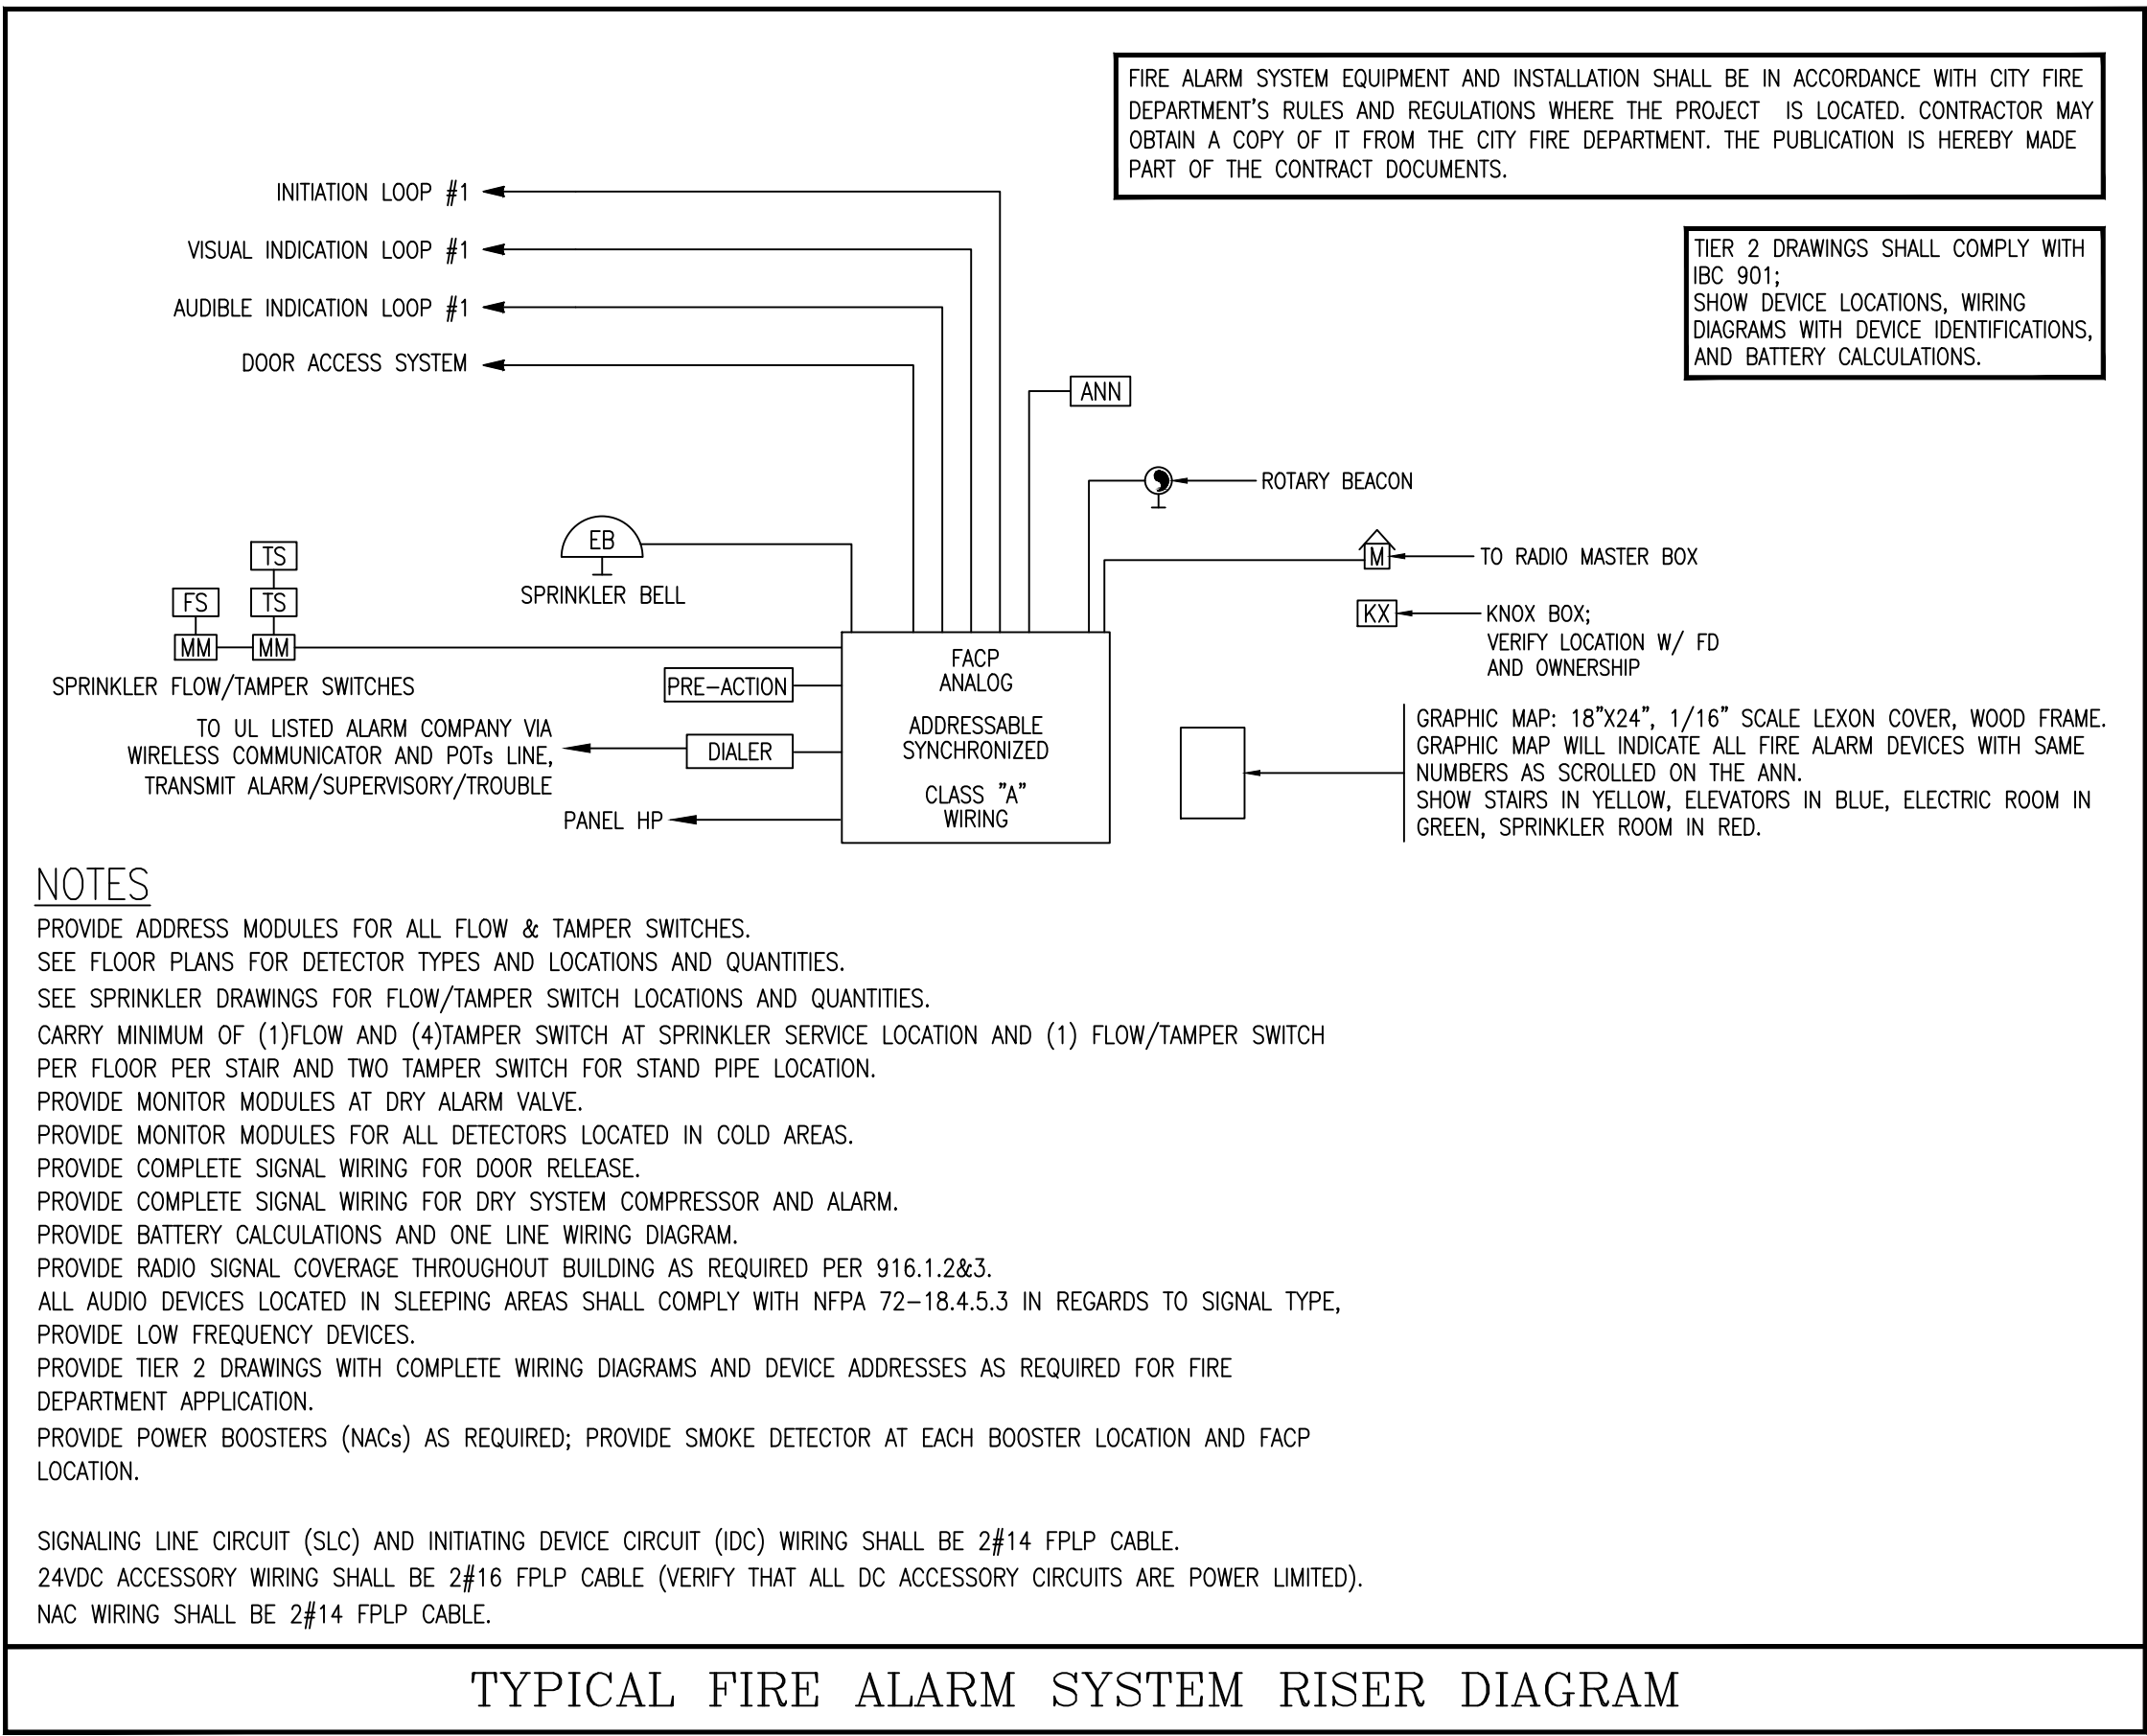 FIRE ALARM SYSTEM EQUIPMENT AND INSTALLATION SHALL BE IN ACCORDANCE WITH CITY FIRE
DEPARTMENT'S RULES AND REGULATIONS WHERE THE PROJECT IS LOCATED. CONTRACTOR MAY
OBTAIN A COPY OF IT FROM THE CITY FIRE DEPARTMENT. THE PUBLICATION IS HEREBY MADE
PART OF THE CONTRACT DOCUMENTS.
TIER 2 DRAWINGS SHALL COMPLY WITH
IBC 901;
SHOW DEVICE LOCATIONS, WIRING
DIAGRAMS WITH DEVICE IDENTIFICATIONS,
AND BATTERY CALCULATIONS.
INITIATION LOOP #1
VISUAL INDICATION LOOP #1
AUDIBLE INDICATION LOOP #1
DOOR ACCESS SYSTEM
ANN
ROTARY BEACON
EB
SPRINKLER BELL
TS
FS
TS
MM
MM
SPRINKLER FLOW/TAMPER SWITCHES
M
TO RADIO MASTER BOX
KX
KNOX BOX;
VERIFY LOCATION W/ FD
AND OWNERSHIP
PRE-ACTION
TO UL LISTED ALARM COMPANY VIA
WIRELESS COMMUNICATOR AND POTs LINE,
TRANSMIT ALARM/SUPERVISORY/TROUBLE
DIALER
PANEL HP
FACP
ANALOG
ADDRESSABLE
SYNCHRONIZED
CLASS "A"
WIRING
GRAPHIC MAP: 18"X24", 1/16" SCALE LEXON COVER, WOOD FRAME.
GRAPHIC MAP WILL INDICATE ALL FIRE ALARM DEVICES WITH SAME
NUMBERS AS SCROLLED ON THE ANN.
SHOW STAIRS IN YELLOW, ELEVATORS IN BLUE, ELECTRIC ROOM IN
GREEN, SPRINKLER ROOM IN RED.
NOTES
PROVIDE ADDRESS MODULES FOR ALL FLOW & TAMPER SWITCHES.
SEE FLOOR PLANS FOR DETECTOR TYPES AND LOCATIONS AND QUANTITIES.
SEE SPRINKLER DRAWINGS FOR FLOW/TAMPER SWITCH LOCATIONS AND QUANTITIES.
CARRY MINIMUM OF (1)FLOW AND (4)TAMPER SWITCH AT SPRINKLER SERVICE LOCATION AND (1) FLOW/TAMPER SWITCH
PER FLOOR PER STAIR AND TWO TAMPER SWITCH FOR STAND PIPE LOCATION.
PROVIDE MONITOR MODULES AT DRY ALARM VALVE.
PROVIDE MONITOR MODULES FOR ALL DETECTORS LOCATED IN COLD AREAS.
PROVIDE COMPLETE SIGNAL WIRING FOR DOOR RELEASE.
PROVIDE COMPLETE SIGNAL WIRING FOR DRY SYSTEM COMPRESSOR AND ALARM.
PROVIDE BATTERY CALCULATIONS AND ONE LINE WIRING DIAGRAM.
PROVIDE RADIO SIGNAL COVERAGE THROUGHOUT BUILDING AS REQUIRED PER 916.1.2&3.
ALL AUDIO DEVICES LOCATED IN SLEEPING AREAS SHALL COMPLY WITH NFPA 72-18.4.5.3 IN REGARDS TO SIGNAL TYPE,
PROVIDE LOW FREQUENCY DEVICES.
PROVIDE TIER 2 DRAWINGS WITH COMPLETE WIRING DIAGRAMS AND DEVICE ADDRESSES AS REQUIRED FOR FIRE
DEPARTMENT APPLICATION.
PROVIDE POWER BOOSTERS (NACs) AS REQUIRED; PROVIDE SMOKE DETECTOR AT EACH BOOSTER LOCATION AND FACP
LOCATION.
SIGNALING LINE CIRCUIT (SLC) AND INITIATING DEVICE CIRCUIT (IDC) WIRING SHALL BE 2#14 FPLP CABLE.
24VDC ACCESSORY WIRING SHALL BE 2#16 FPLP CABLE (VERIFY THAT ALL DC ACCESSORY CIRCUITS ARE POWER LIMITED).
NAC WIRING SHALL BE 2#14 FPLP CABLE.
TYPICAL FIRE ALARM SYSTEM RISER DIAGRAM